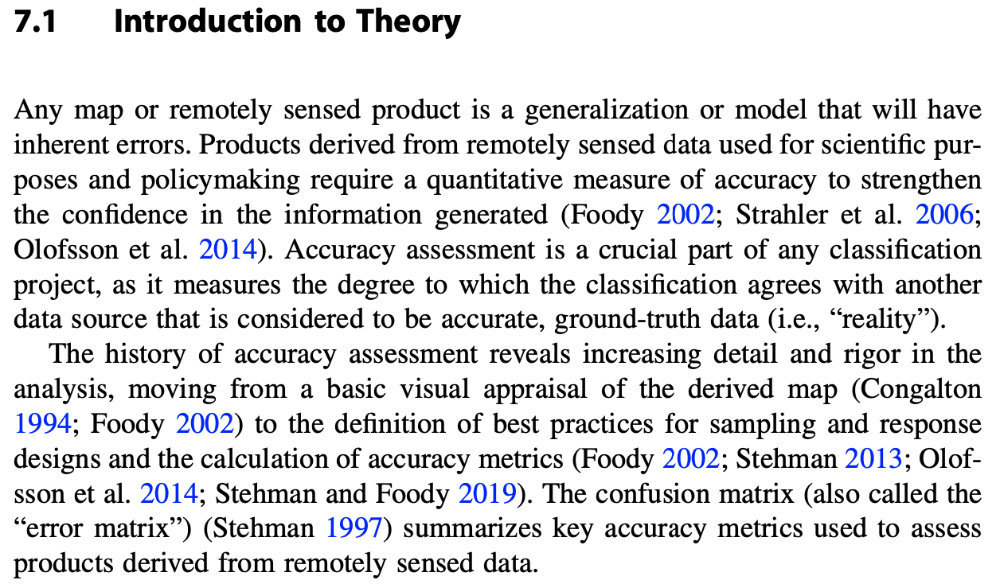 7.1 Introduction to Theory
Any map or remotely sensed product is a generalization or model that will have
inherent errors. Products derived from remotely sensed data used for scientific pur-
poses and policymaking require a quantitative measure of accuracy to strengthen
the confidence in the information generated (Foody 2002; Strahler et al. 2006;
Olofsson et al. 2014). Accuracy assessment is a crucial part of any classification
project, as it measures the degree to which the classification agrees with another
data source that is considered to be accurate, ground-truth data (i.e., “reality”).
The history of accuracy assessment reveals increasing detail and rigor in the
analysis, moving from a basic visual appraisal of the derived map (Congalton
1994; Foody 2002) to the definition of best practices for sampling and response
designs and the calculation of accuracy metrics (Foody 2002; Stehman 2013; Olof-
sson et al. 2014; Stehman and Foody 2019). The confusion matrix (also called the
“error matrix”) (Stehman 1997) summarizes key accuracy metrics used to assess
products derived from remotely sensed data.